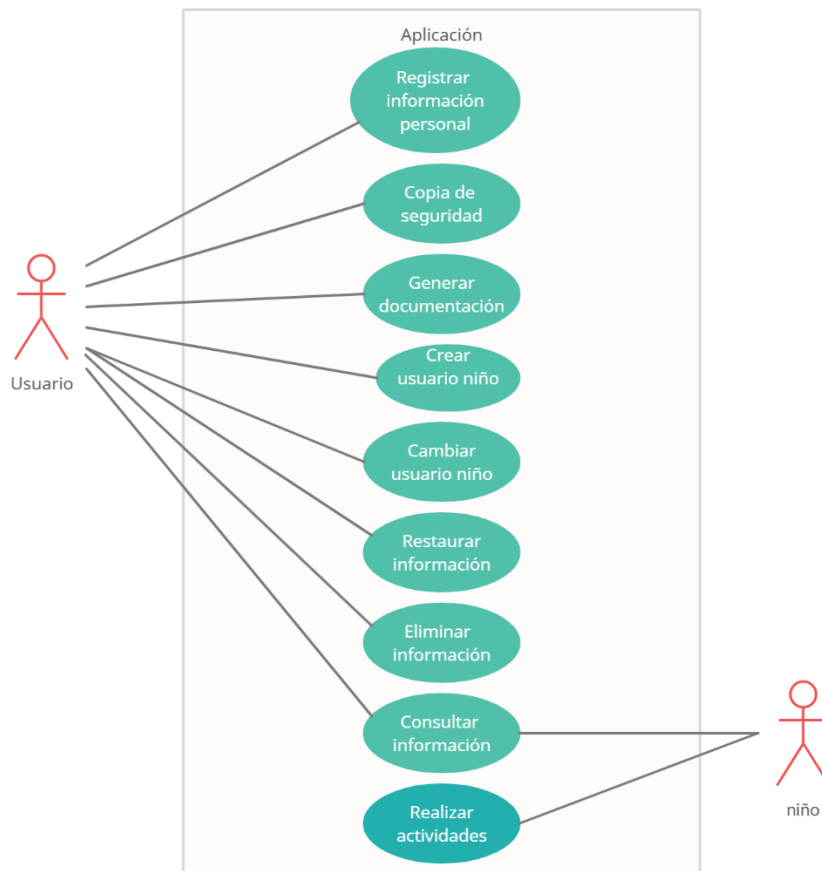 Aplicación
Registrar
información
personal
Copia de
seguridad
Generar
documentación
Crear
usuario niño
Usuario
Cambiar
usuario niño
Restaurar
información
Eliminar
información
Consultar
información
Realizar
actividades
niño